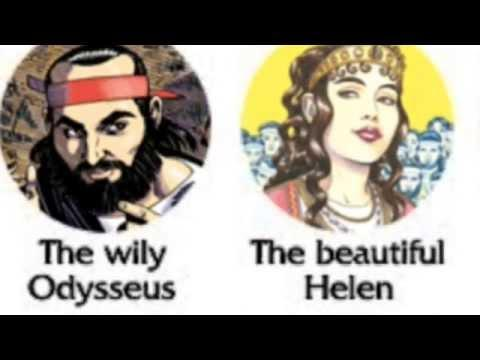 The wily
Odysseus
The beautiful
Helen